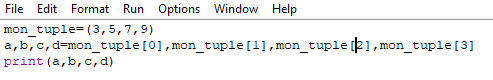 File Edit Format Run Options Window Help
mon_tuple=(3,5,7,9)
a,b,c,d=mon_tuple[0],mon_tuple[1],mon_tuple[2],mon_tuple[3]
print(a,b,c,d)